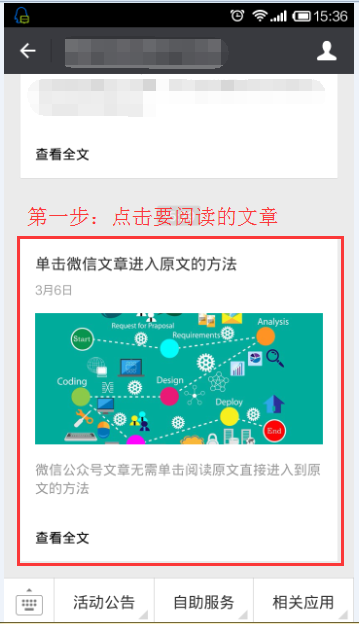 15:36
查看全文
第一步：点击要阅读的文章
单击微信文章进入原文的方法
3月6日
Request for Proposal
Analysis
Start
Requirements
Coding
Design
Deploy
End
微信公众号文章无需单击阅读原文直接进入到原
文的方法
查看全文
活动公告
自助服务
相关应用